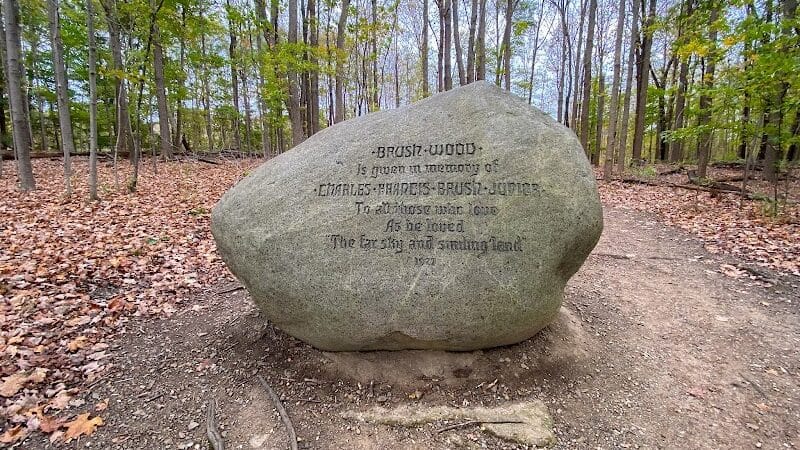 ·BRUSH·WOOD·
Is given in memory of
CHARLES·FRANCIS·BRUSH·JUNIOR
To all those who love
As he loved
"The far sky and smiling land"
1927